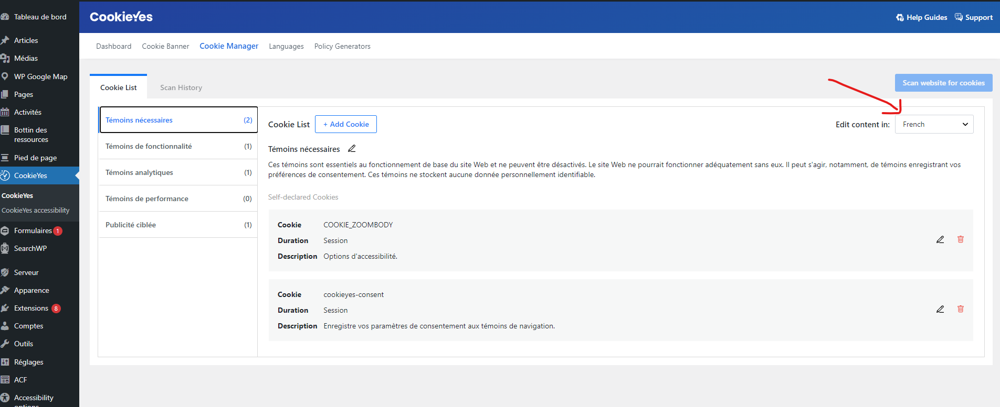 Tableau de bord
Articles
Médias
WP Google Map
Pages
Activités
Bottin des
ressources
Pied de page
CookieYes
CookieYes
CookieYes accessibility
Formulaires 1
SearchWP
Serveur
Apparence
Extensions 8
Comptes
Outils
Réglages
ACF
Accessibility
options
CookieYes
Help Guides Support
Dashboard Cookie Banner Cookie Manager Languages Policy Generators
Cookie List Scan History
Scan website for cookies
Témoins nécessaires (2)
Témoins de fonctionnalité (1)
Témoins analytiques (1)
Témoins de performance (0)
Publicité ciblée (1)
Cookie List + Add Cookie
Edit content in: French
Témoins nécessaires
Ces témoins sont essentiels au fonctionnement de base du site Web et ne peuvent être désactivés. Le site Web ne pourrait fonctionner adéquatement sans eux. Il peut s'agir, notamment, de témoins enregistrant vos
préférences de consentement. Ces témoins ne stockent aucune donnée personnellement identifiable.
Self-declared Cookies
Cookie COOKIE_ZOOMBODY
Duration Session
Description Options d'accessibilité.
Cookie cookieyes-consent
Duration Session
Description Enregistre vos paramètres de consentement aux témoins de navigation.